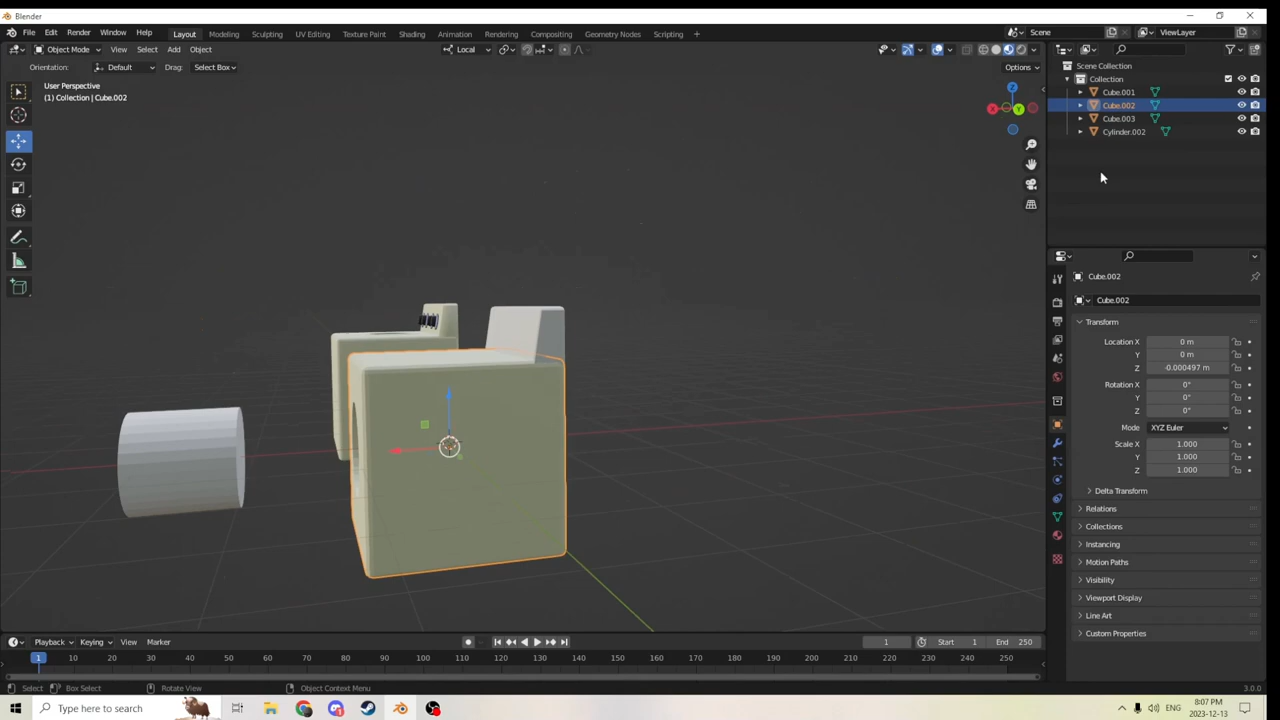 Blender
File Edit Render Window Help Layout Modeling Sculpting UV Editing Texture Paint Shading Animation Rendering Compositing Geometry Nodes Scripting + Scene ViewLayer
Object Mode View Select Add Object Local
Orientation: Default Drag: Select Box Options
User Perspective
(1) Collection | Cube.002
Z
X
Y
Scene Collection
Collection
Cube.001
Cube.002
Cube.003
Cylinder.002
Cube.002
Cube.002
Transform
Location X 0 m
Y 0 m
Z -0.000497 m
Rotation X 0°
Y 0°
Z 0°
Mode XYZ Euler
Scale X 1.000
Y 1.000
Z 1.000
Delta Transform
Relations
Collections
Instancing
Motion Paths
Visibility
Viewport Display
Line Art
Custom Properties
Playback Keying View Marker 1 Start 1 End 250
1 10 20 30 40 50 60 70 80 90 100 110 120 130 140 150 160 170 180 190 200 210 220 230 240 250
Select Box Select Rotate View Object Context Menu 3.0.0
Type here to search ENG 8:07 PM
2023-12-13